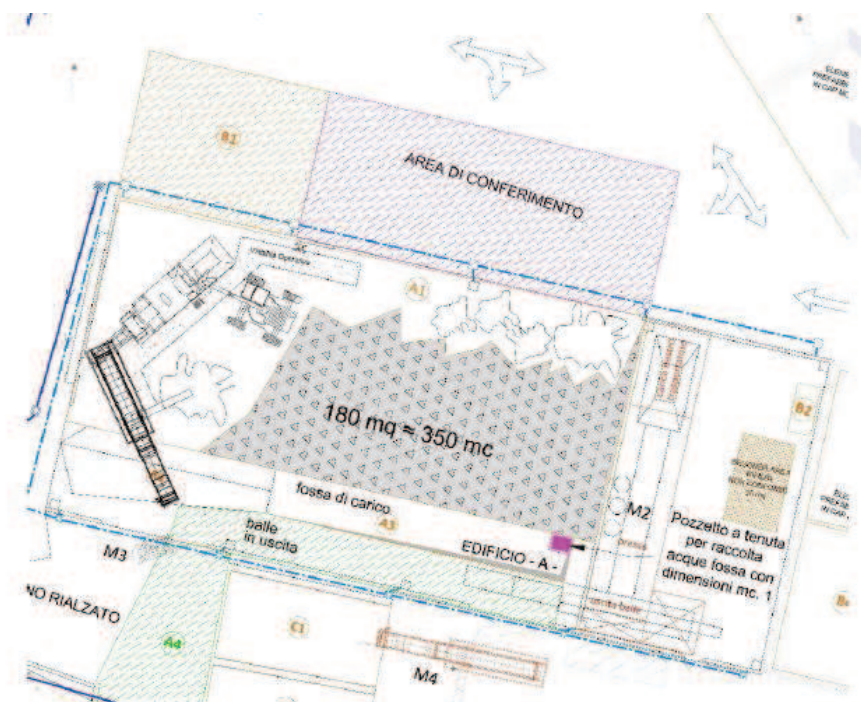 B1
AREA DI CONFERIMENTO
A1
B2
180 mq ≈ 350 mc
fossa di carico
A3
M2
Pozzetto a tenuta
per raccolta
acque fossa con
dimensioni mc. 1
balle
in uscita
EDIFICIO - A -
M3
NO RIALZATO
A4
C1
M4